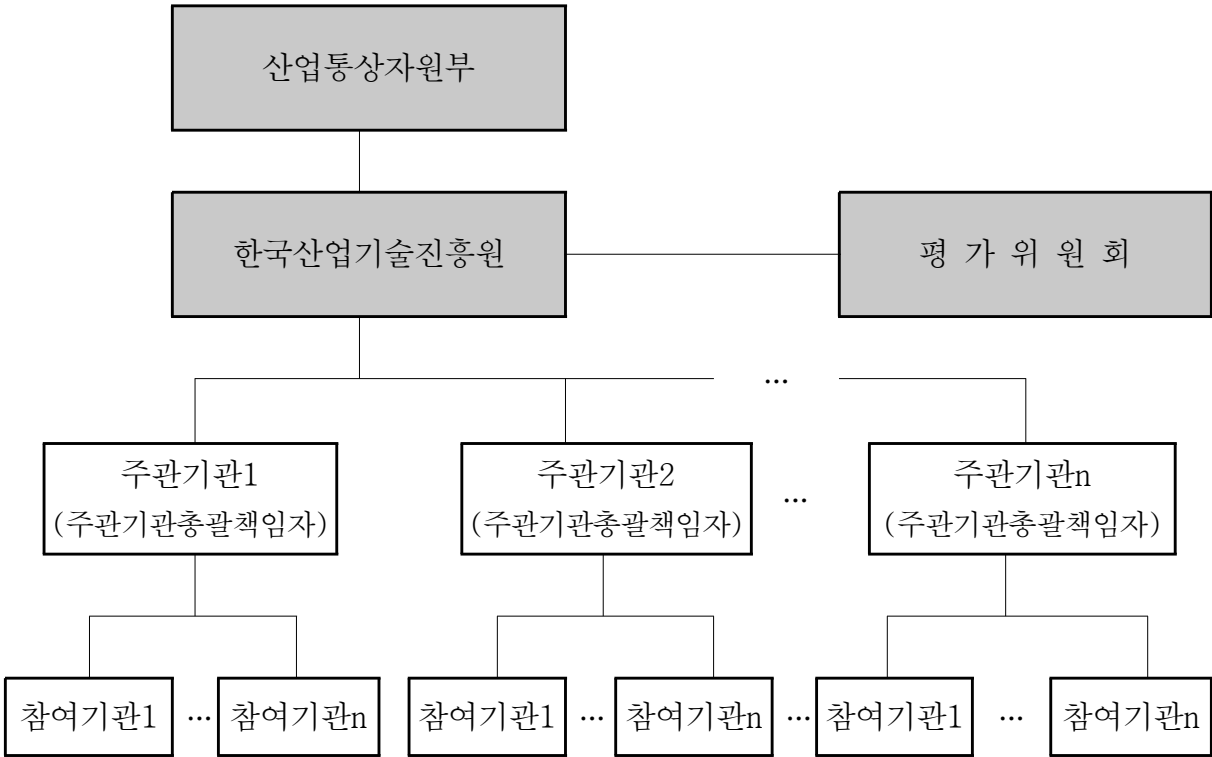 산업통상자원부
한국산업기술진흥원
평 가 위 원 회
...
주관기관1
(주관기관총괄책임자)
주관기관2
(주관기관총괄책임자)
...
주관기관n
(주관기관총괄책임자)
참여기관1 ... 참여기관n
참여기관1 ... 참여기관n ... 참여기관1 ... 참여기관n